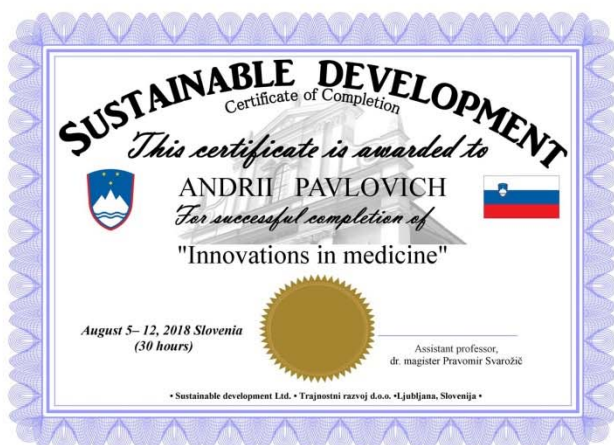 SUSTAINABLE DEVELOPMENT
Certificate of Completion
This certificate is awarded to
ANDRII PAVLOVICH
For successful completion of
"Innovations in medicine"
August 5– 12, 2018 Slovenia
(30 hours)
Assistant professor,
dr. magister Pravomir Svarožič
• Sustainable development Ltd. • Trajnostni razvoj d.o.o. •Ljubljana, Slovenija •